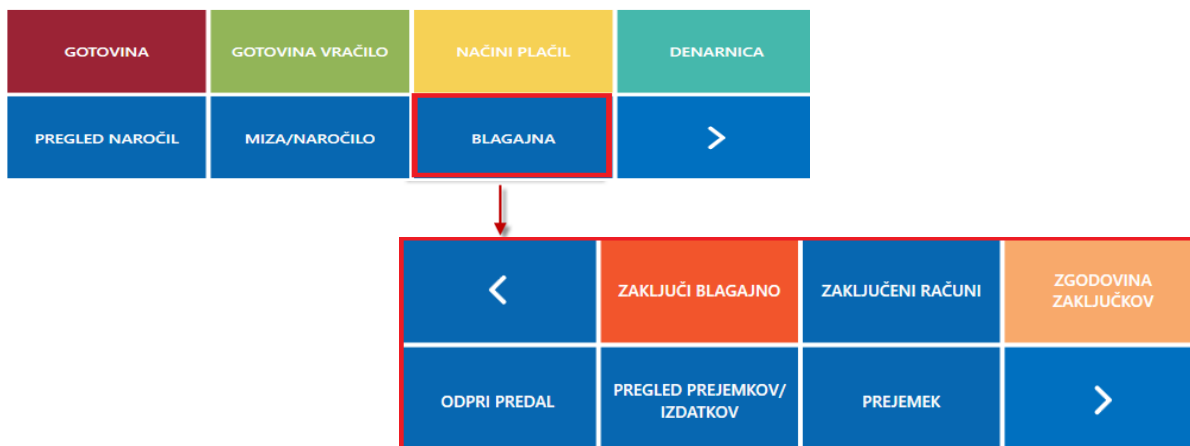 GOTOVINA
GOTOVINA VRAČILO
NAČINI PLAČIL
DENARNICA
PREGLED NAROČIL
MIZA/NAROČILO
BLAGAJNA
ZAKLJUČI BLAGAJNO
ZAKLJUČENI RAČUNI
ZGODOVINA
ZAKLJUČKOV
ODPRI PREDAL
PREGLED PREJEMKOV/
IZDATKOV
PREJEMEK